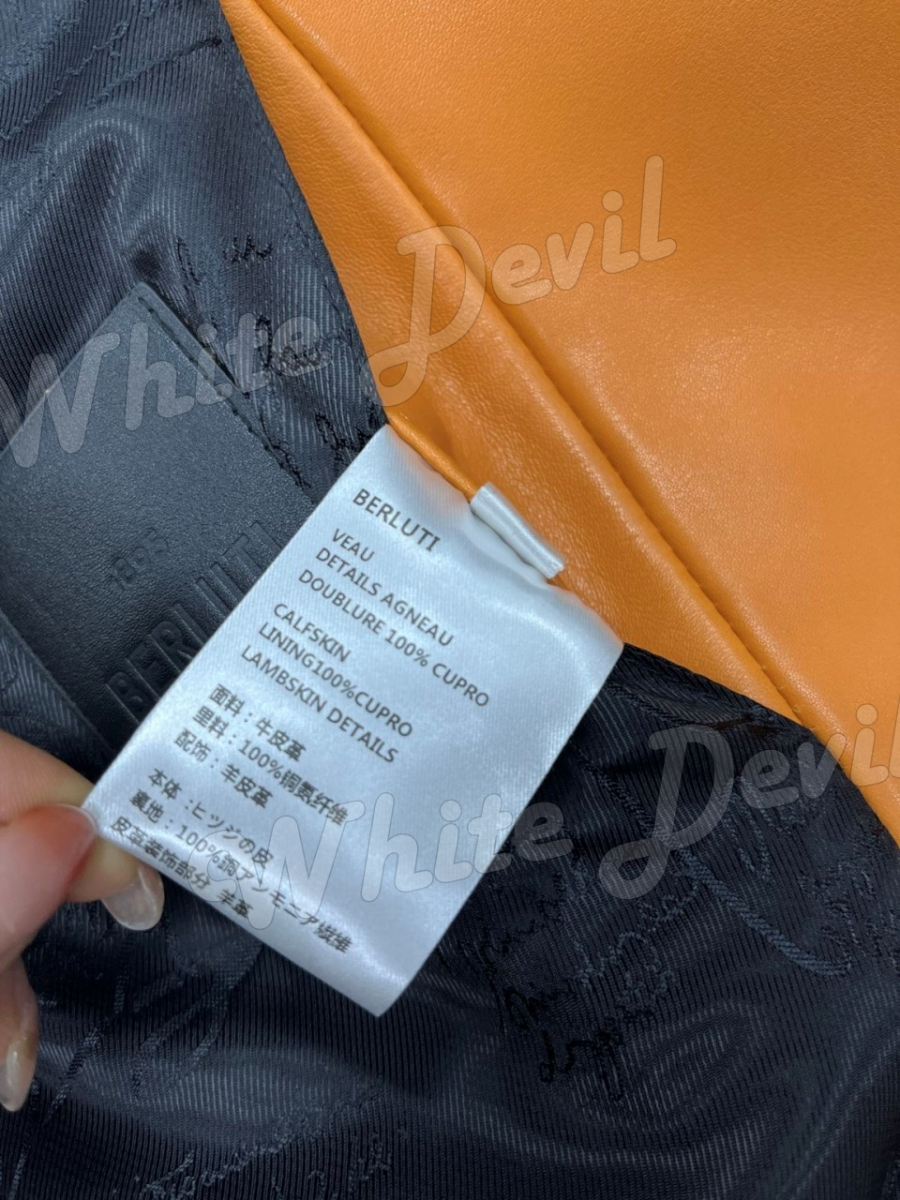 White Devil
1895
BERLUTI
BERLUTI
VEAU
DETAILS AGNEAU
DOUBLURE 100% CUPRO
CALFSKIN
LINING100%CUPRO
LAMBSKIN DETAILS
面料：牛皮革
里料：100%铜氨纤维
配饰：羊皮革
本体：ヒツジの皮
裏地：100%銅アンモニア繊維
皮革装饰部分 羊革
White Devil